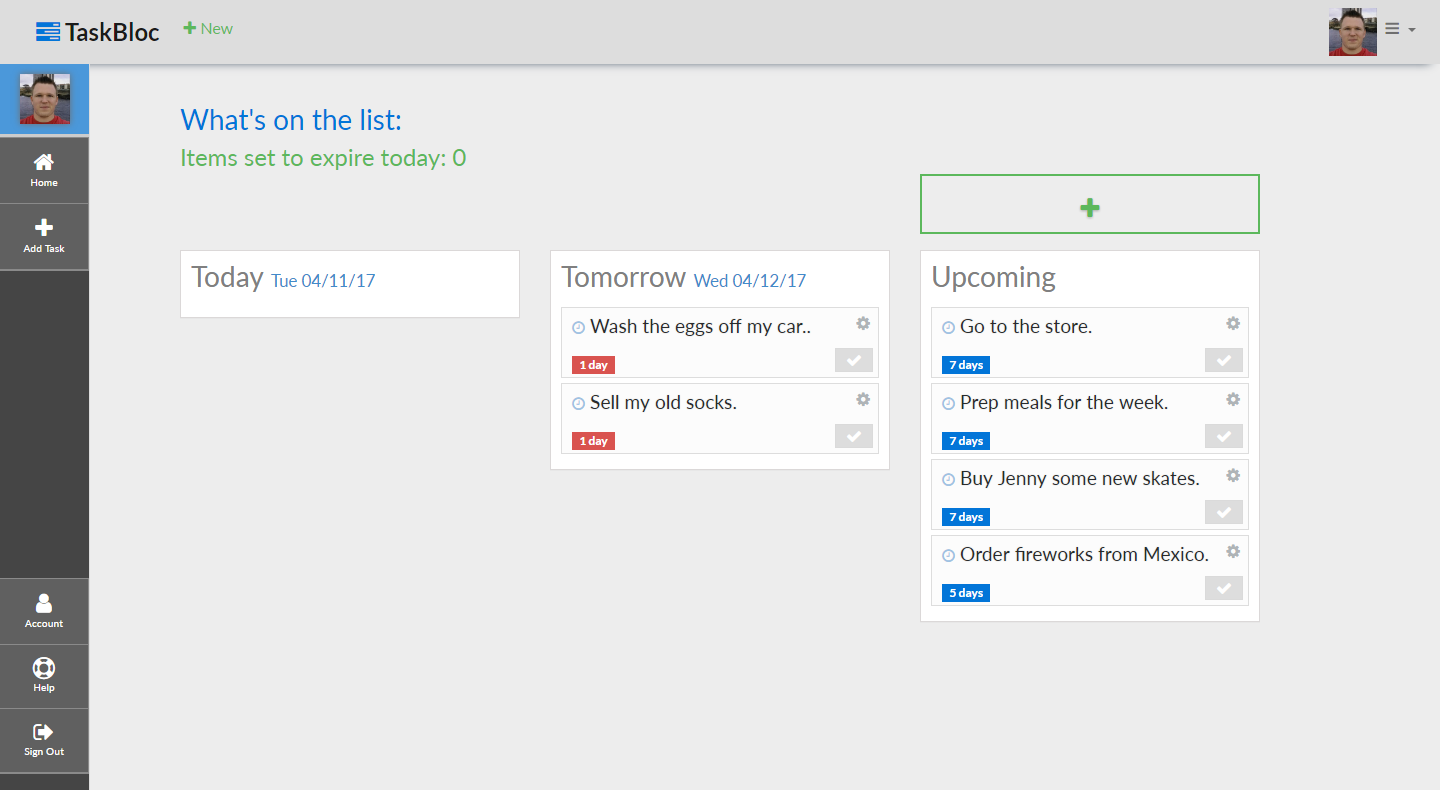 TaskBloc
New
Home
Add Task
Account
Help
Sign Out
What's on the list:
Items set to expire today: 0
Today Tue 04/11/17
Tomorrow Wed 04/12/17
Wash the eggs off my car..
1 day
Sell my old socks.
1 day
Upcoming
Go to the store.
7 days
Prep meals for the week.
7 days
Buy Jenny some new skates.
7 days
Order fireworks from Mexico.
5 days